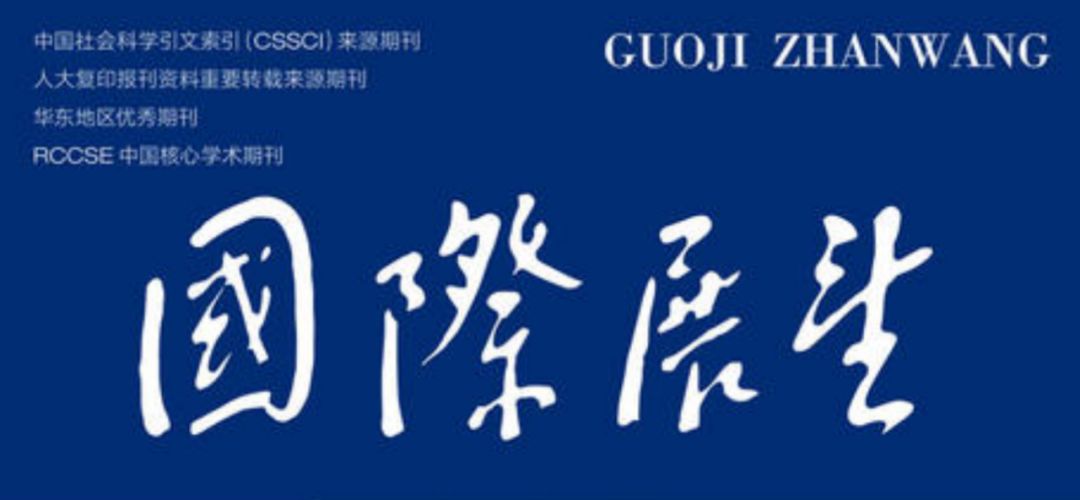 中国社会科学引文索引(CSSCI)来源期刊
人大复印报刊资料重要转载来源期刊
华东地区优秀期刊
RCCSE 中国核心学术期刊
GUOJI ZHANWANG
國際展望